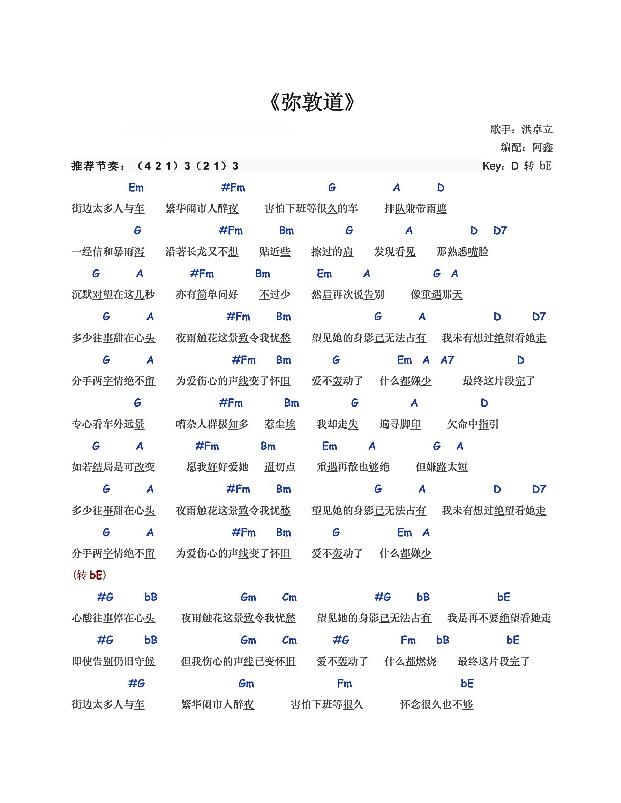 《弥敦道》
歌手：洪卓立
编配：阿鑫
推荐节奏：（4 2 1）3（2 1）3 Key：D 转 bE
Em #Fm G A D
街边太多人与车 繁华闹市人醉夜 害怕下班等很久的车 排队兼带雨遮
G #Fm Bm G A D D7
一经信和暴雨泻 沿著长龙又不想 贴近些 擦过的肩 发现看见 那熟悉嘴脸
G A #Fm Bm Em A G A
沉默对望在这几秒 亦有简单问好 不过少 然后再次说告别 像重遇那天
G A #Fm Bm G A D D7
多少往事甜在心头 夜雨触花这景致令我忧愁 望见她的身影已无法占有 我未有想过绝望看她走
G A #Fm Bm G Em A A7 D
分手两字情绝不留 为爱伤心的声线变了怀旧 爱不轰动了 什么都嫌少 最终这片段完了
G #Fm Bm G A D
专心看车外远景 啃杂人群极知多 惹尘埃 我却走失 遍寻脚印 欠命中指引
G A #Fm Bm Em A G A
如若结局是可改变 愿我好好爱她 逼切点 重遇再散也够绝 但嫌路太短
G A #Fm Bm G A D D7
多少往事甜在心头 夜雨触花这景致令我忧愁 望见她的身影已无法占有 我未有想过绝望看她走
G A #Fm Bm G Em A
分手两字情绝不留 为爱伤心的声线变了怀旧 爱不轰动了 什么都嫌少
(转 bE)
#G bB Gm Cm #G bB bE
心酸往事停在心头 夜雨触花这景致令我忧愁 望见她的身影已无法占有 我是再不要绝望看她走
#G bB Gm Cm #G Fm bB bE
即使告别仍旧守候 但我伤心的声线已变怀旧 爱不轰动了 什么都燃烧 最终这片段完了
#G Gm Fm bE
街边太多人与车 繁华闹市人醉夜 害怕下班等很久 怀念很久也不够